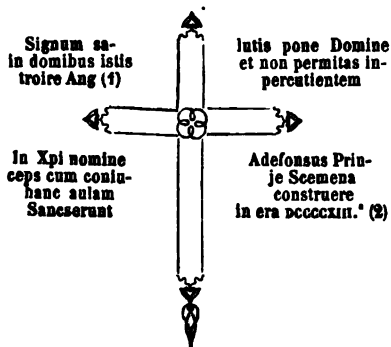 Signum sa-
in domibus istis
troire Ang (1)
lutis pone Domine
et non permitas in-
percutientem
In Xpi nomine
ceps cum coniu-
hanc aulam
Sancserunt
Adefonsus Prin-
je Scemena
construere
in era DCCCCXIII.ª (2)